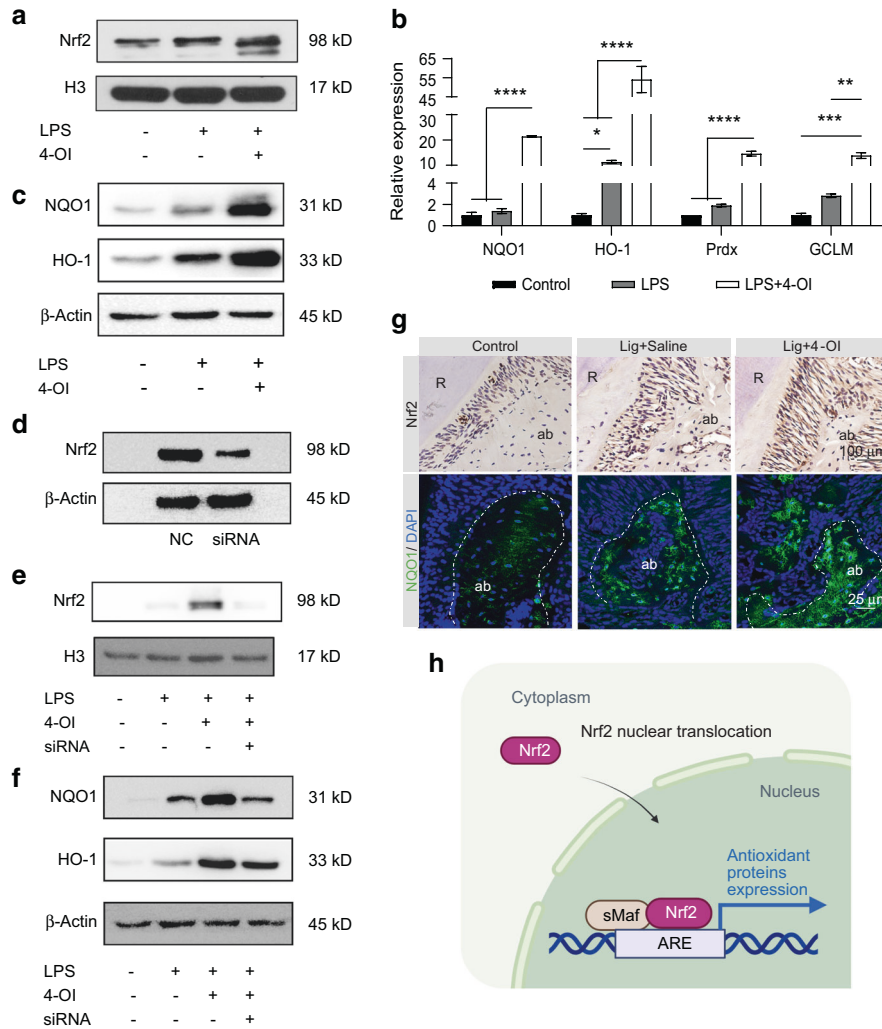 a
Nrf2 98 kD
H3 17 kD
LPS - + +
4-OI - - +
b
Relative expression
65
55
45
30
20
10
4
2
0
****
****
*
****
**
***
NQO1 HO-1 Prdx GCLM
Control LPS LPS+4-OI
c
NQO1 31 kD
HO-1 33 kD
β-Actin 45 kD
LPS - + +
4-OI - - +
d
Nrf2 98 kD
β-Actin 45 kD
NC siRNA
e
Nrf2 98 kD
H3 17 kD
LPS - + + +
4-OI - - + +
siRNA - - - +
f
NQO1 31 kD
HO-1 33 kD
β-Actin 45 kD
LPS - + + +
4-OI - - + +
siRNA - - - +
g
Control Lig+Saline Lig+4-OI
Nrf2
R ab
R ab
R ab
100 μm
NQO1/ DAPI
ab
ab
ab
25 μm
h
Cytoplasm
Nrf2 nuclear translocation
Nrf2
Nucleus
Antioxidant
proteins
expression
sMaf Nrf2
ARE